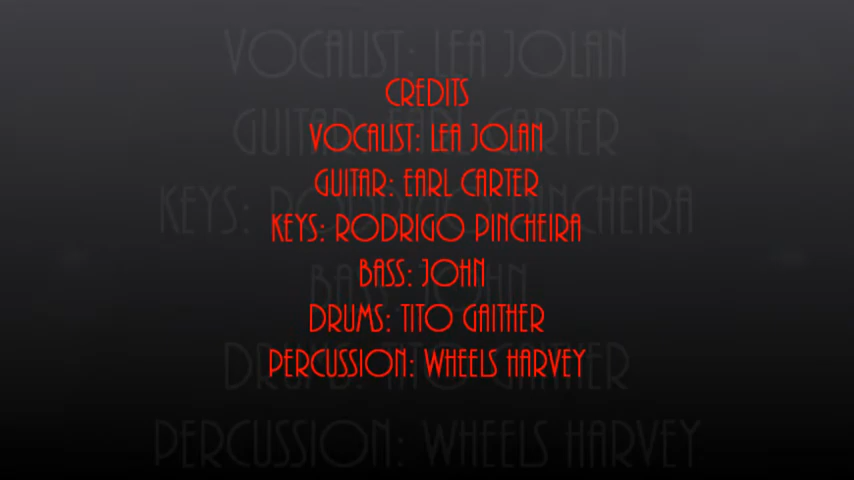 CREDITS
VOCALIST: LEA JOLAN
GUITAR: EARL CARTER
KEYS: RODRIGO PINCHEIRA
BASS: JOHN
DRUMS: TITO GAITHER
PERCUSSION: WHEELS HARVEY